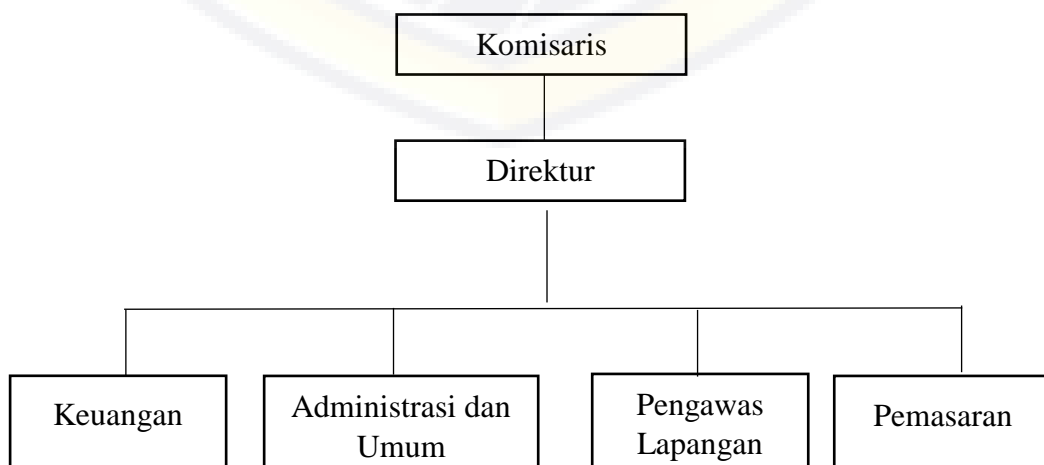 Komisaris
Direktur
Keuangan
Administrasi dan
Umum
Pengawas
Lapangan
Pemasaran